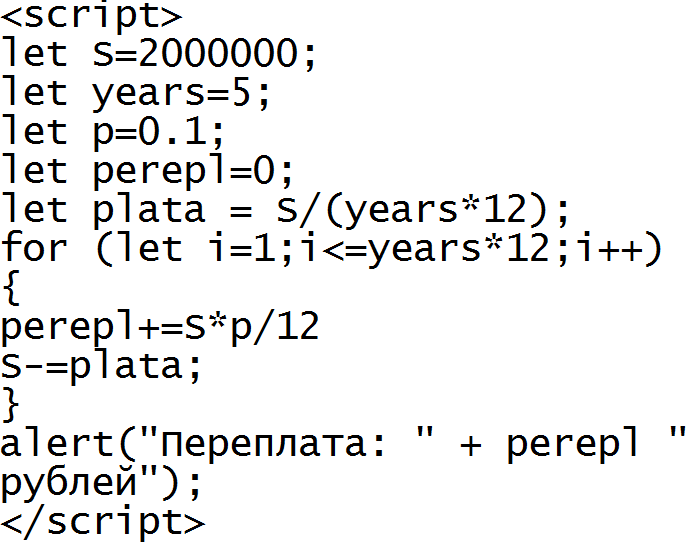 <script>
let S=2000000;
let years=5;
let p=0.1;
let perepl=0;
let plata = S/(years*12);
for (let i=1;i<=years*12;i++)
{
perepl+=S*p/12
S-=plata;
}
alert("Переплата: " + perepl "
рублей");
</script>